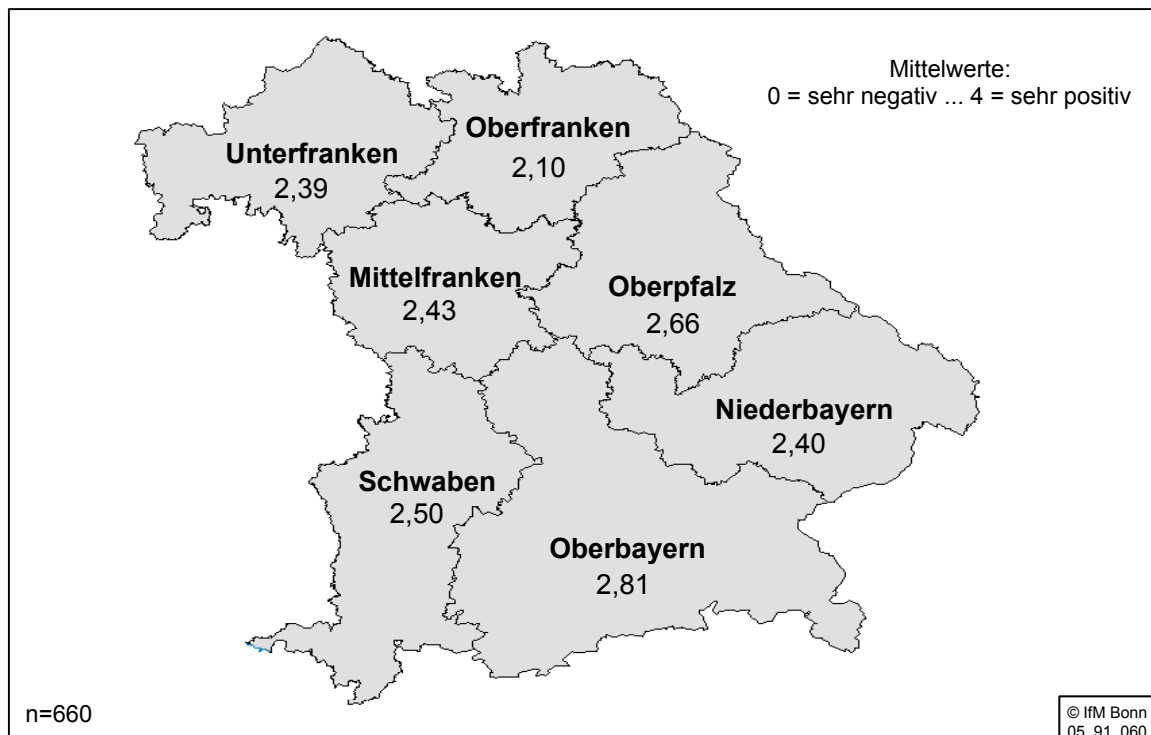 Mittelwerte:
0 = sehr negativ ... 4 = sehr positiv
Oberfranken
2,10
Unterfranken
2,39
Mittelfranken
2,43
Oberpfalz
2,66
Niederbayern
2,40
Schwaben
2,50
Oberbayern
2,81
n=660
© IfM Bonn
05 91 060